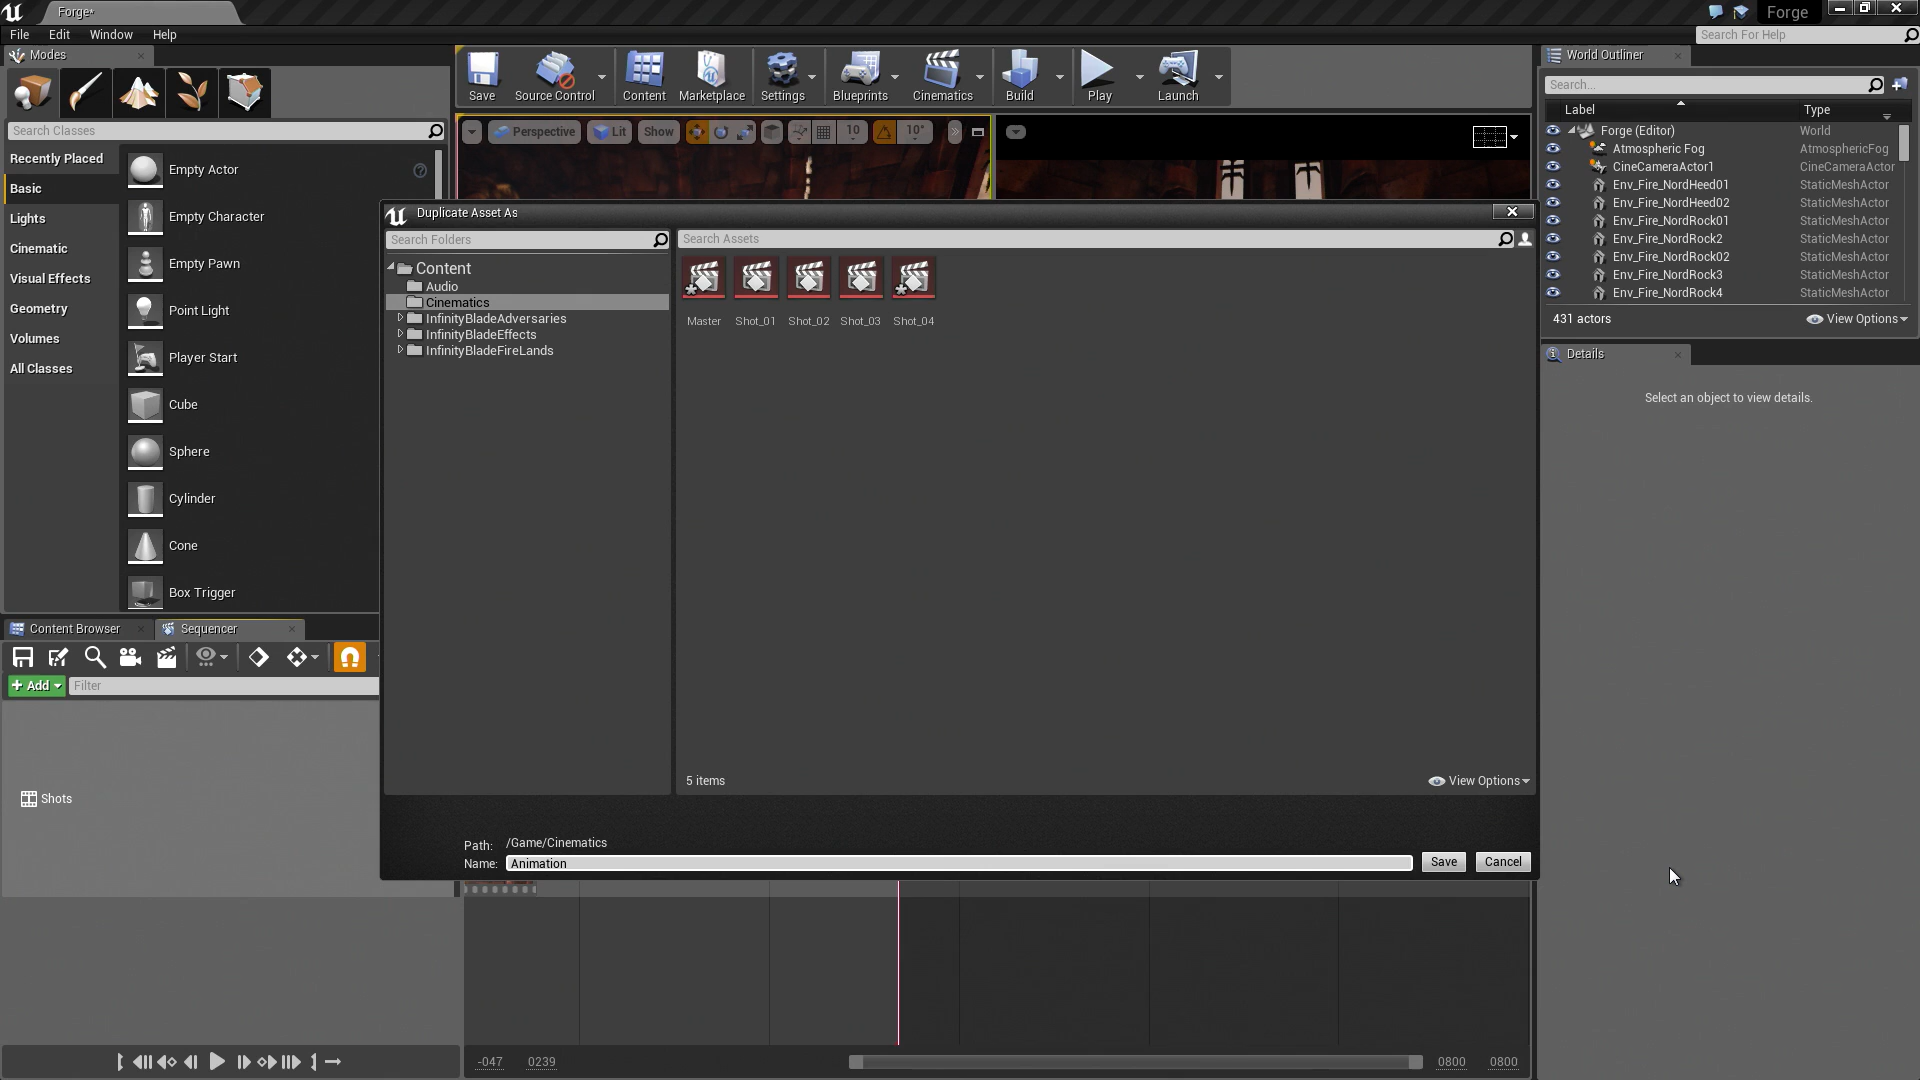 Forge*
Forge
File Edit Window Help
Search For Help
Modes
Save Source Control Content Marketplace Settings Blueprints Cinematics Build Play Launch
World Outliner
Search...
Label Type
Search Classes
Perspective Lit Show 10 10°
Forge (Editor) World
Atmospheric Fog AtmosphericFog
CineCameraActor1 CineCameraActor
Env_Fire_NordHeed01 StaticMeshActor
Env_Fire_NordHeed02 StaticMeshActor
Env_Fire_NordRock01 StaticMeshActor
Env_Fire_NordRock2 StaticMeshActor
Env_Fire_NordRock02 StaticMeshActor
Env_Fire_NordRock3 StaticMeshActor
Env_Fire_NordRock4 StaticMeshActor
431 actors View Options
Details
Select an object to view details.
Recently Placed
Basic
Lights
Cinematic
Visual Effects
Geometry
Volumes
All Classes
Empty Actor
Empty Character
Empty Pawn
Point Light
Player Start
Cube
Sphere
Cylinder
Cone
Box Trigger
Duplicate Asset As
Search Folders
Search Assets
Content
Audio
Cinematics
InfinityBladeAdversaries
InfinityBladeEffects
InfinityBladeFireLands
Master Shot_01 Shot_02 Shot_03 Shot_04
5 items View Options
Path: /Game/Cinematics
Name: Animation Save Cancel
Content Browser Sequencer
Add Filter
Shots
-047 0239 0800 0800